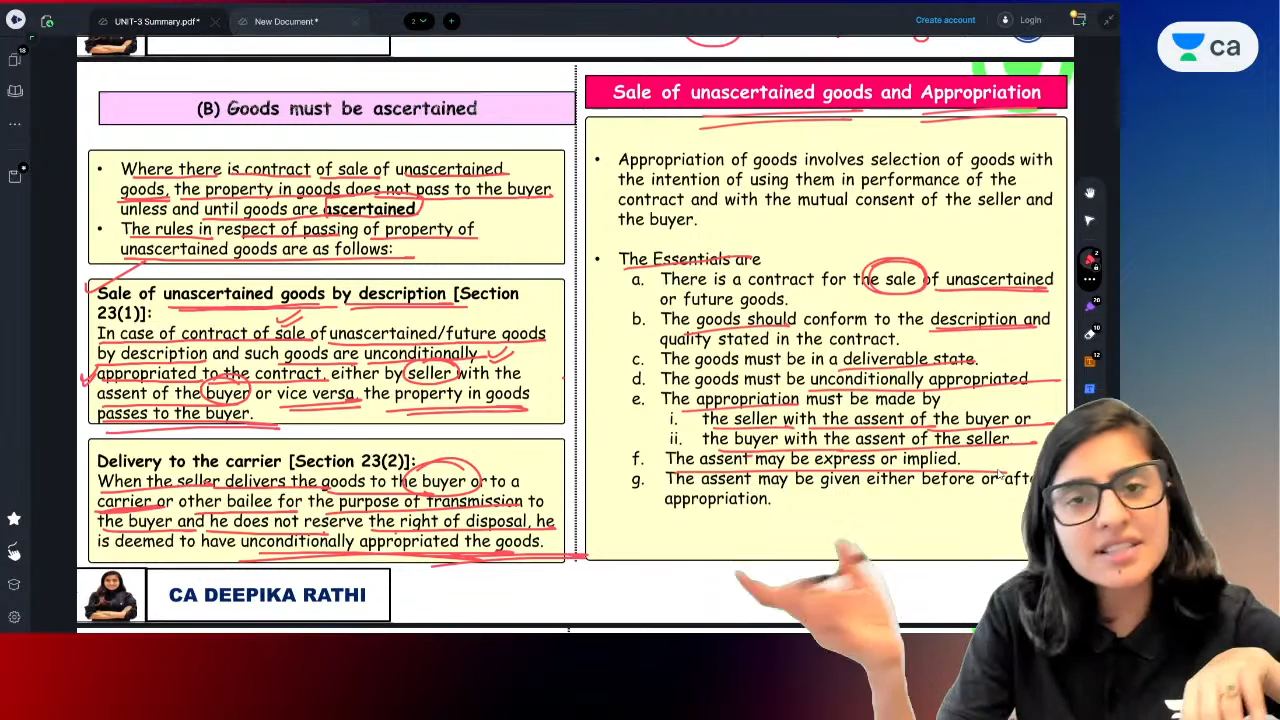 UNIT-3 Summary.pdf*
New Document*
2
Create account
Login
ca
18
(B) Goods must be ascertained
• Where there is contract of sale of unascertained
goods, the property in goods does not pass to the buyer
unless and until goods are ascertained
• The rules in respect of passing of property of
unascertained goods are as follows:
Sale of unascertained goods by description [Section
23(1)]:
In case of contract of sale of unascertained/future goods
by description and such goods are unconditionally
appropriated to the contract, either by seller with the
assent of the buyer or vice versa, the property in goods
passes to the buyer.
Delivery to the carrier [Section 23(2)]:
When the seller delivers the goods to the buyer or to a
carrier or other bailee for the purpose of transmission to
the buyer and he does not reserve the right of disposal, he
is deemed to have unconditionally appropriated the goods.
CA DEEPIKA RATHI
Sale of unascertained goods and Appropriation
• Appropriation of goods involves selection of goods with
the intention of using them in performance of the
contract and with the mutual consent of the seller and
the buyer.
• The Essentials are
a. There is a contract for the sale of unascertained
or future goods.
b. The goods should conform to the description and
quality stated in the contract.
c. The goods must be in a deliverable state.
d. The goods must be unconditionally appropriated
e. The appropriation must be made by
i. the seller with the assent of the buyer or
ii. the buyer with the assent of the seller.
f. The assent may be express or implied.
g. The assent may be given either before or
appropriation.
2
20
10
12